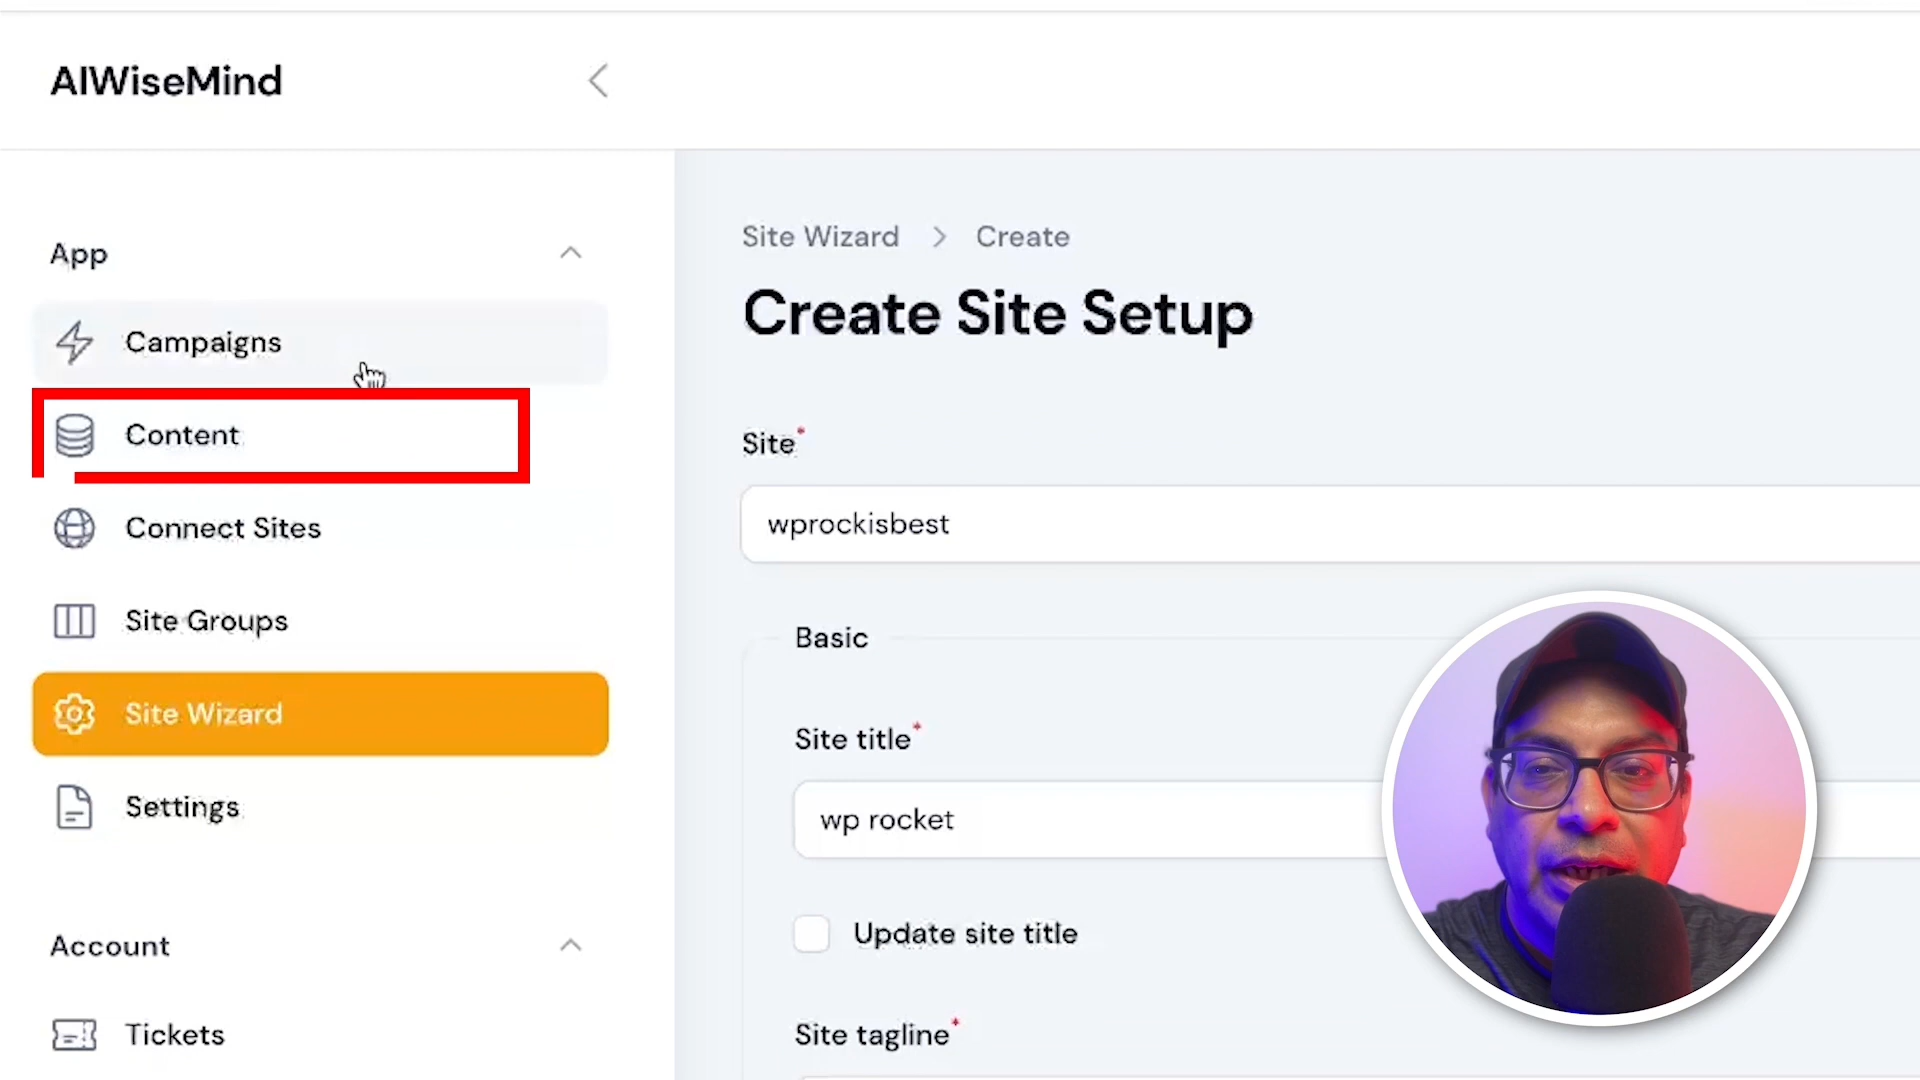 AIWiseMind
App
Campaigns
Content
Connect Sites
Site Groups
Site Wizard
Settings
Account
Tickets
Site Wizard > Create
Create Site Setup
Site*
wprockisbest
Basic
Site title*
wp rocket
Update site title
Site tagline*